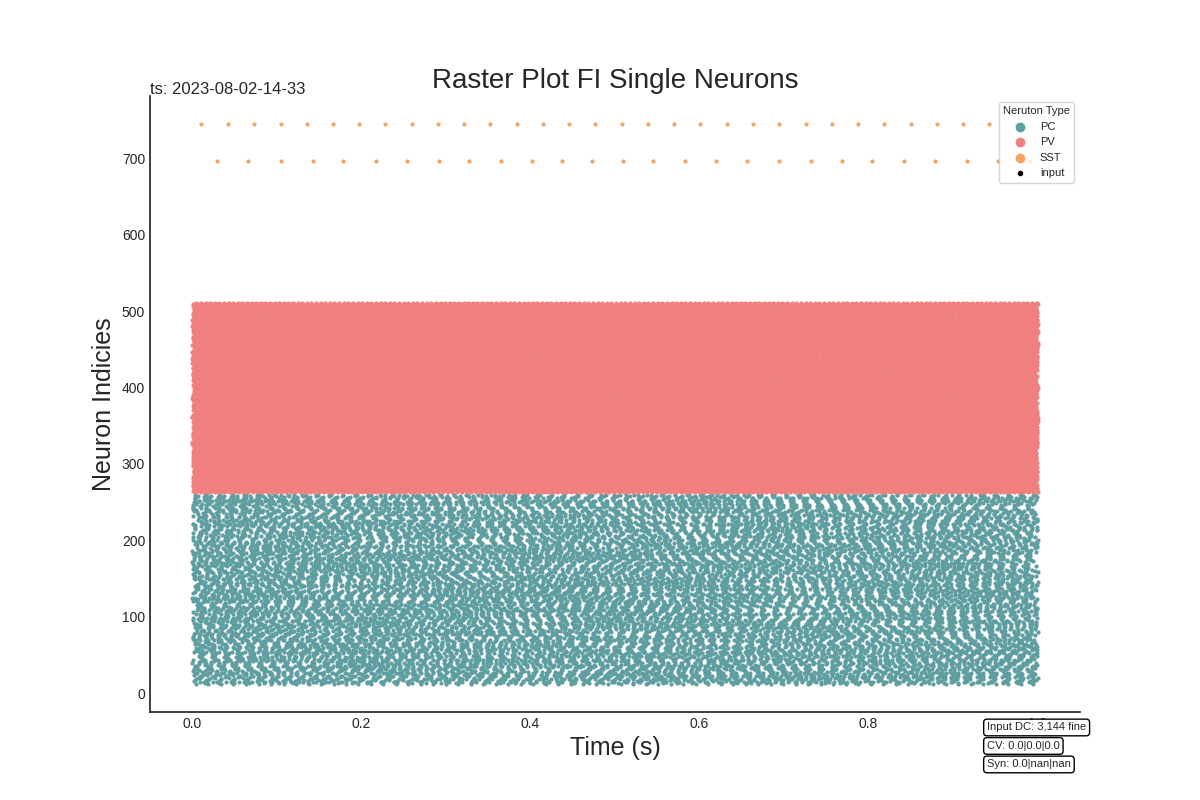 Raster Plot FI Single Neurons
ts: 2023-08-02-14-33
Neruton Type
PC
PV
SST
input
700
600
500
400
300
200
100
0
Neuron Indicies
0.0 0.2 0.4 0.6 0.8
Time (s)
Input DC: 3,144 fine
CV: 0.0|0.0|0.0
Syn: 0.0|nan|nan